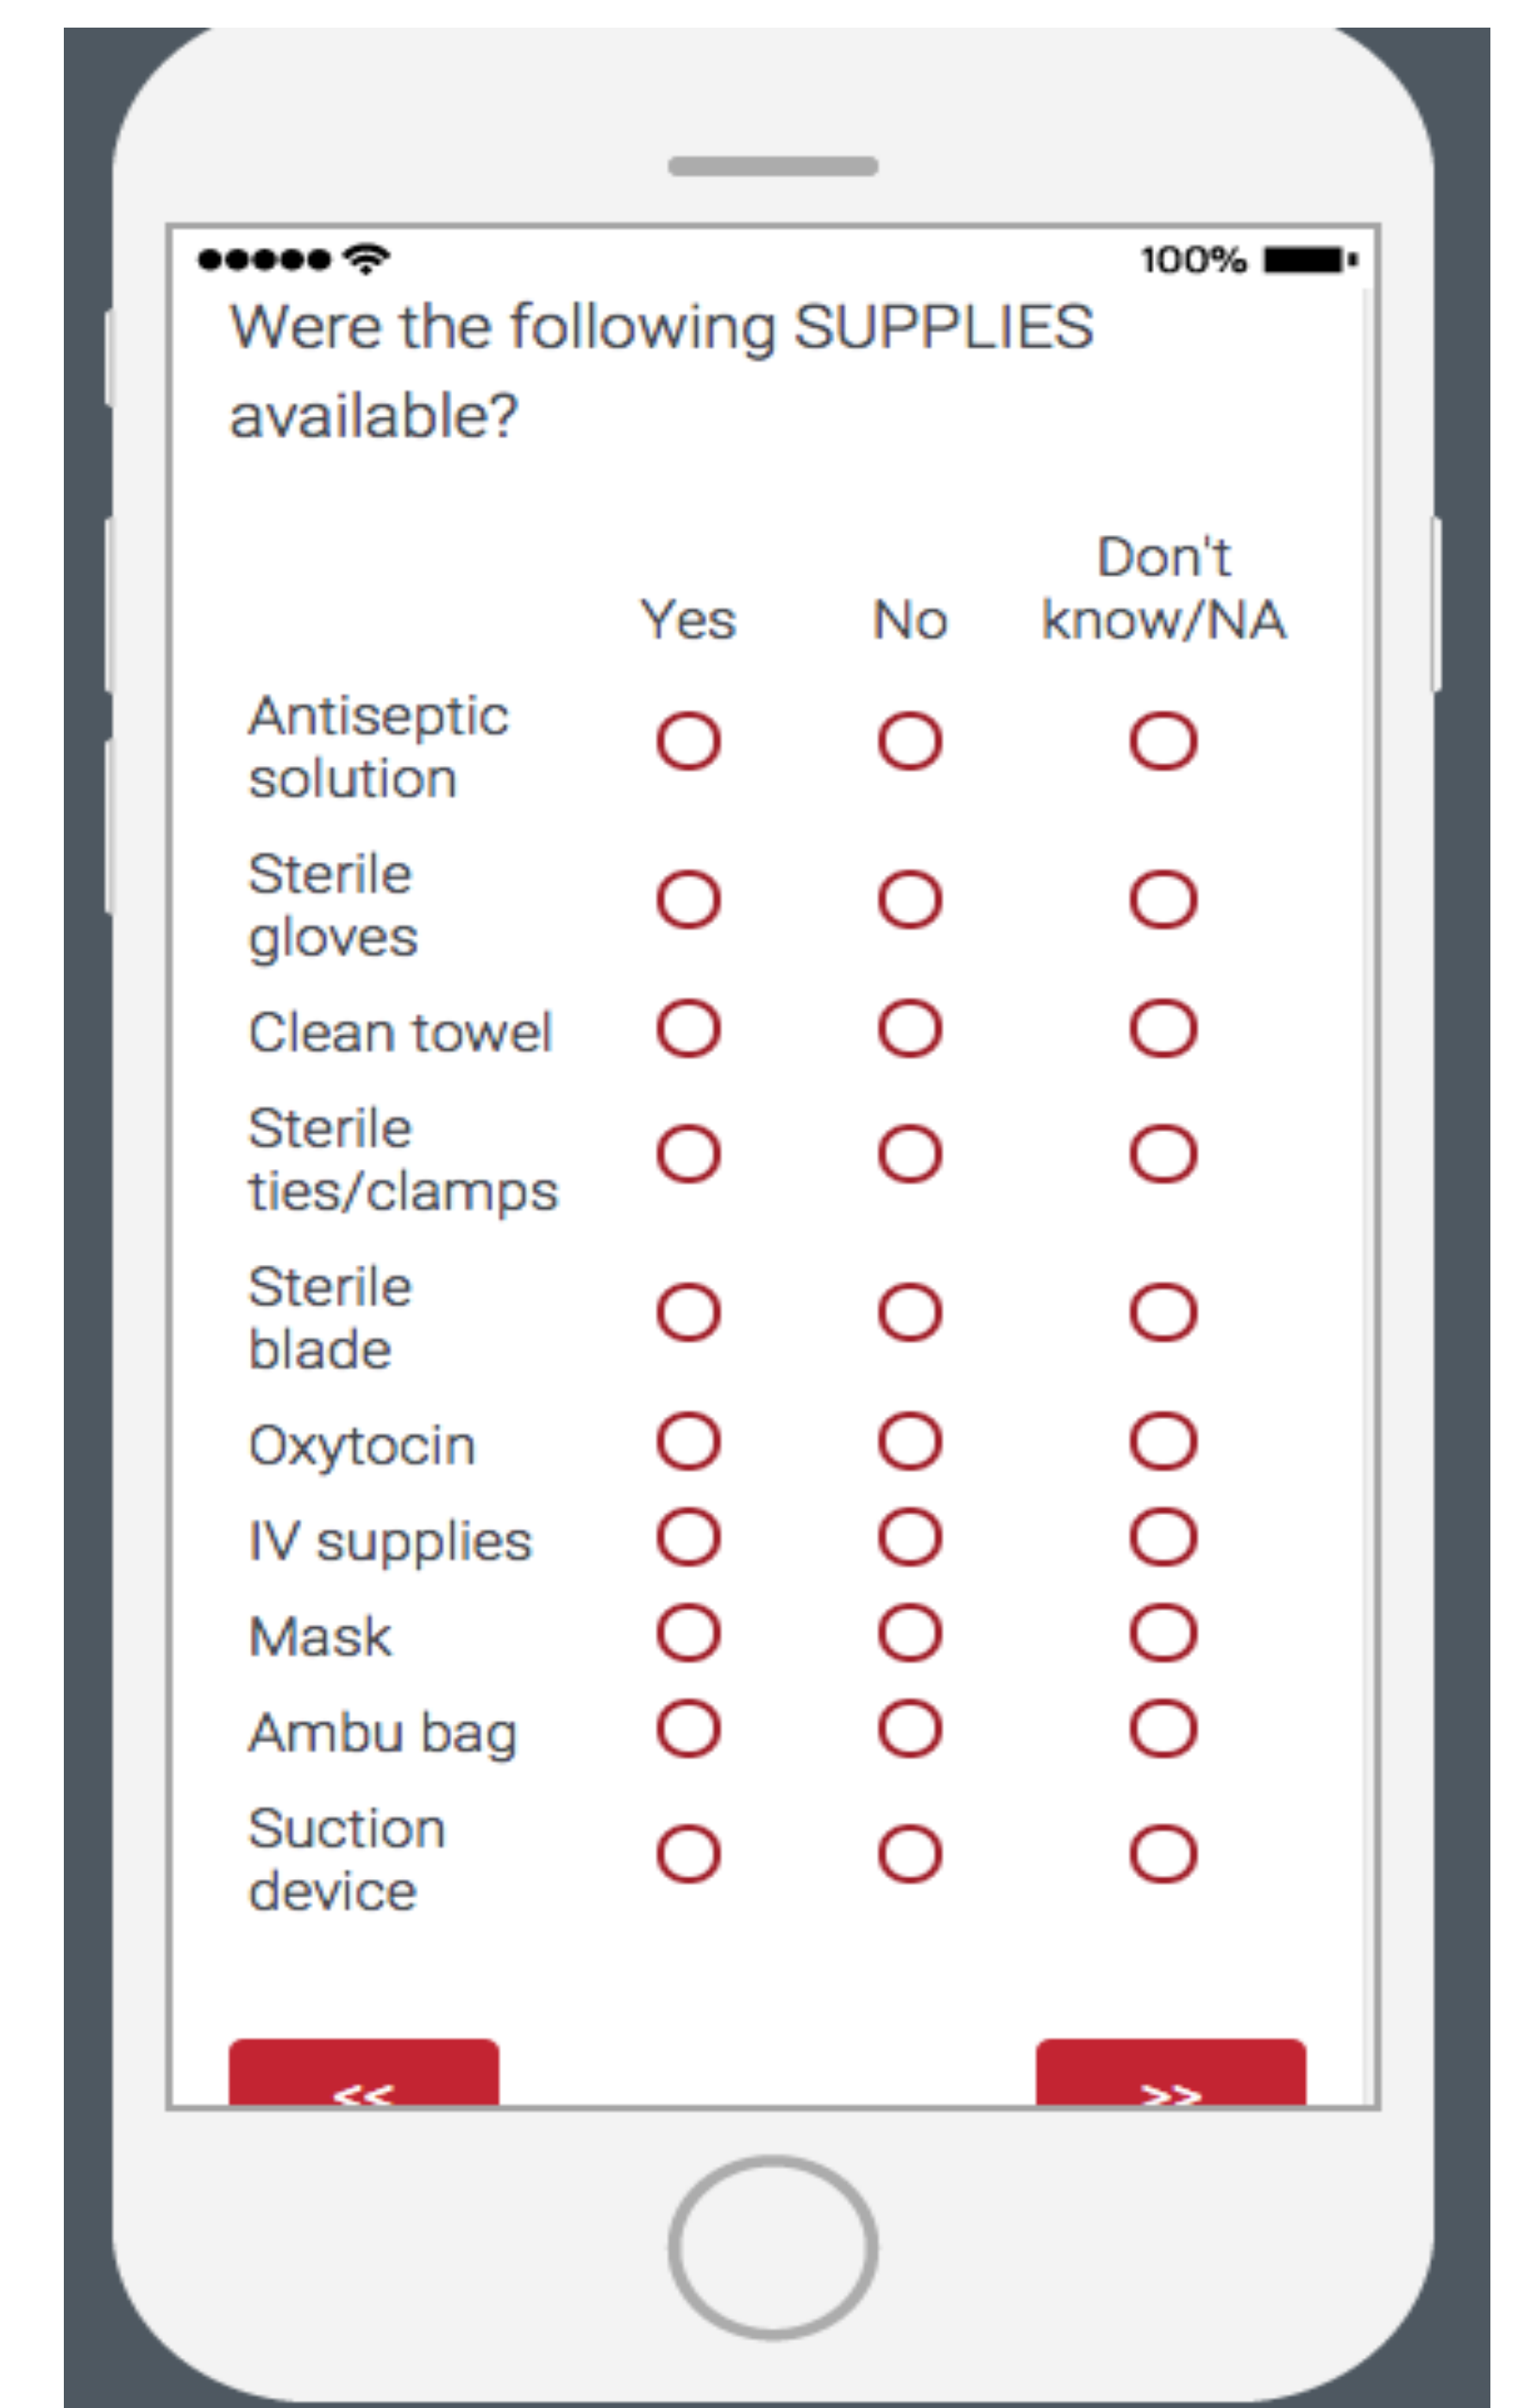 100%
Were the following SUPPLIES
available?
Don't
Yes No know/NA
Antiseptic
solution
Sterile
gloves
Clean towel
Sterile
ties/clamps
Sterile
blade
Oxytocin
IV supplies
Mask
Ambu bag
Suction
device
<< >>